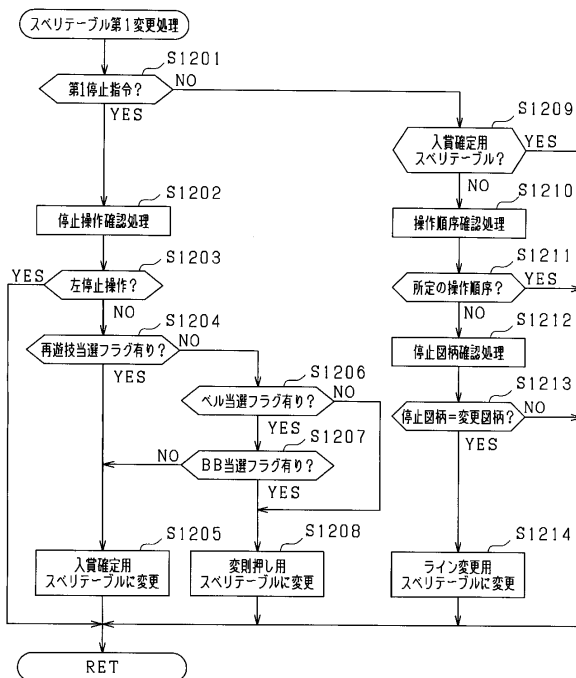 スベリテーブル第1変更処理
S1201
第1停止指令?
NO
YES
S1209
入賞確定用
スベリテーブル?
YES
NO
S1202
停止操作確認処理
S1210
操作順序確認処理
S1203
YES
左停止操作?
NO
S1211
所定の操作順序?
YES
NO
S1204
再遊技当選フラグ有り?
NO
YES
S1212
停止図柄確認処理
S1206
ベル当選フラグ有り?
NO
YES
S1213
停止図柄=変更図柄?
NO
YES
S1207
NO
BB当選フラグ有り?
YES
S1205
入賞確定用
スベリテーブルに変更
S1208
変則押し用
スベリテーブルに変更
S1214
ライン変更用
スベリテーブルに変更
RET